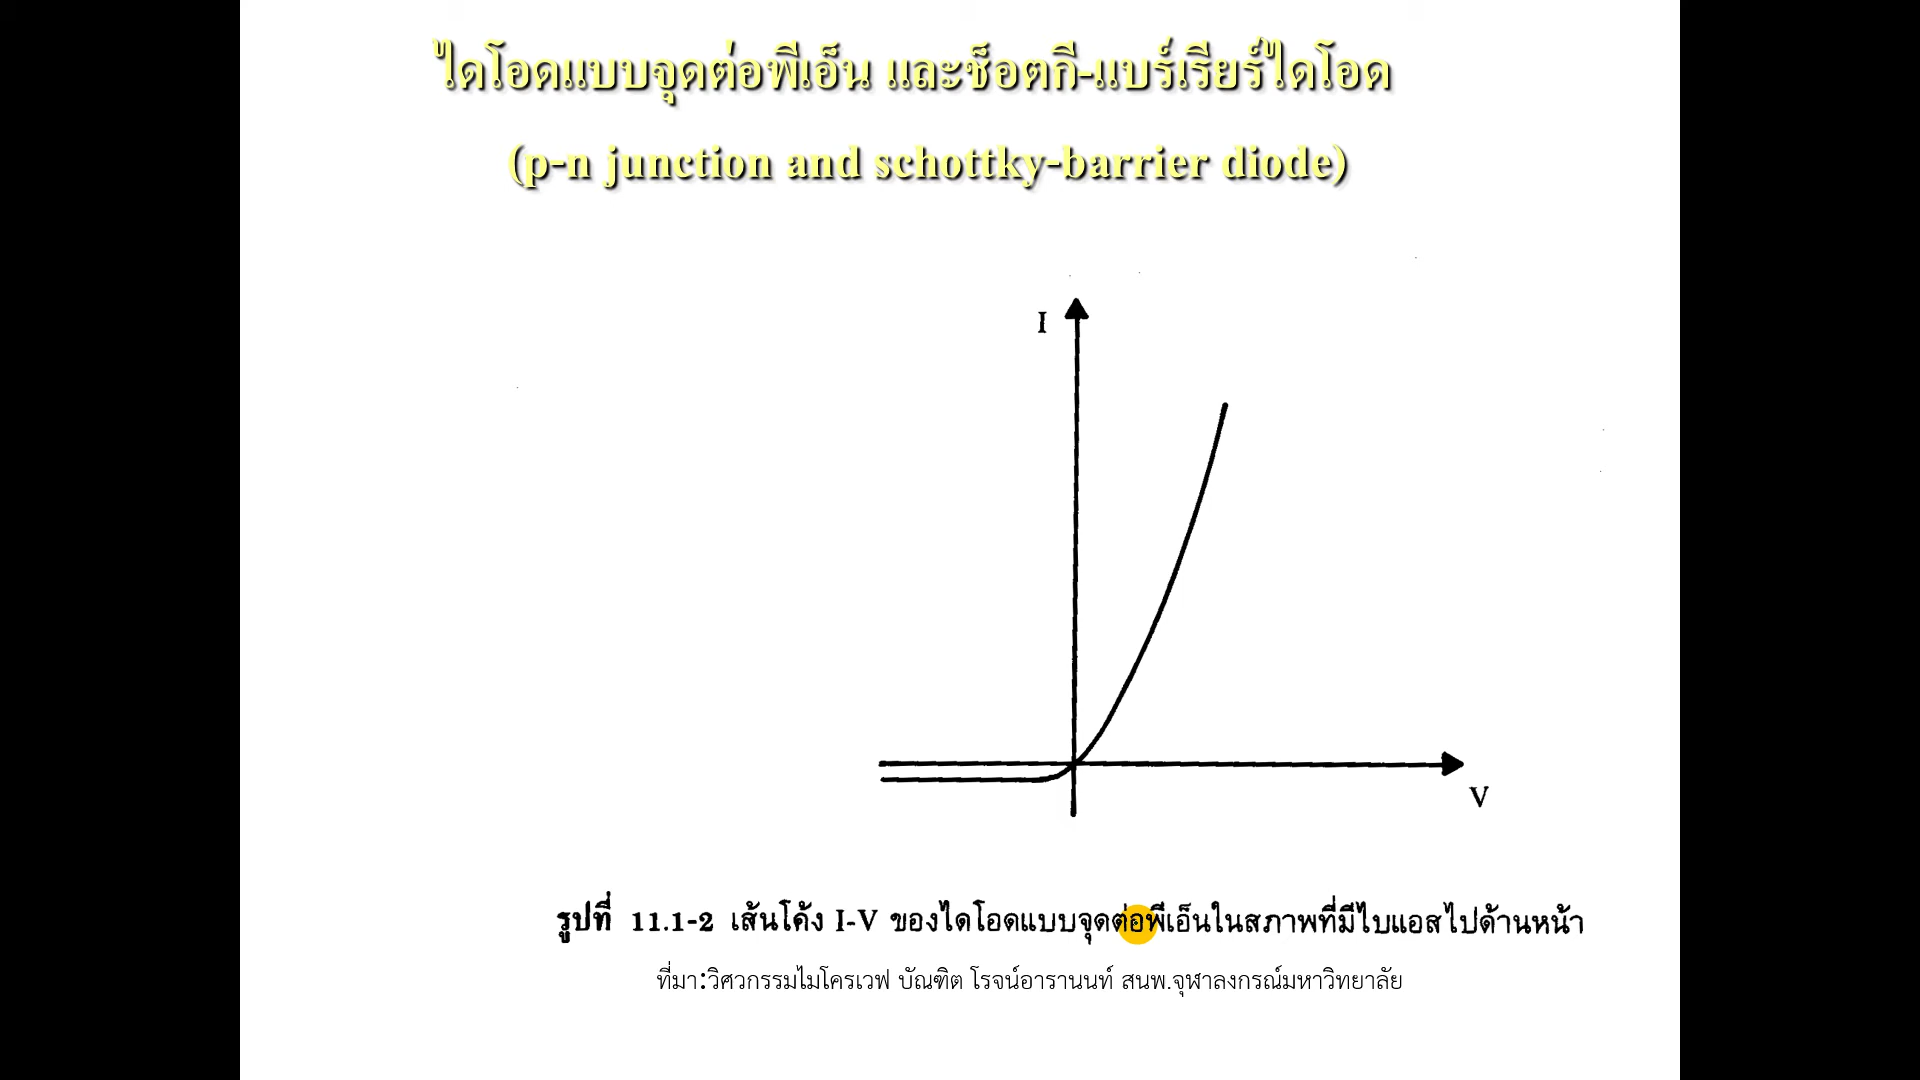 ไดโอดแบบจุดต่อพีเอ็น และช็อตกี-แบร์เรียร์ไดโอด
(p-n junction and schottky-barrier diode)
I
V
รูปที่ 11.1-2 เส้นโค้ง I-V ของไดโอดแบบจุดต่อพีเอ็นในสภาพที่มีไบแอสไปด้านหน้า
ที่มา:วิศวกรรมไมโครเวฟ บัณฑิต โรจน์อารานนท์ สนพ.จุฬาลงกรณ์มหาวิทยาลัย